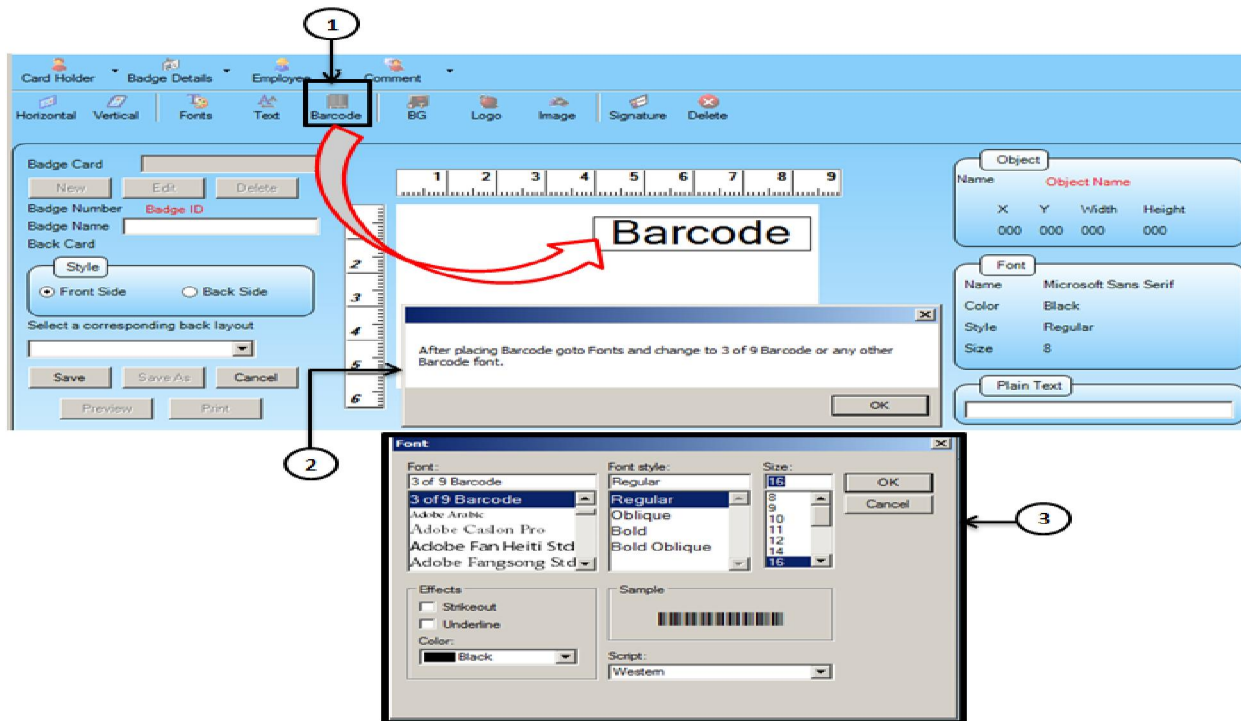 1
Card Holder Badge Details Employee Comment
Horizontal Vertical Fonts Text Barcode BG Logo Image Signature Delete
Badge Card
New Edit Delete
Badge Number Badge ID
Badge Name
Back Card
Style
Front Side Back Side
Select a corresponding back layout
Save Save As Cancel
Preview Print
1 2 3 4 5 6 7 8 9
2
3
4
5
6
Barcode
After placing Barcode goto Fonts and change to 3 of 9 Barcode or any other
Barcode font.
OK
Object
Name Object Name
X Y Width Height
000 000 000 000
Font
Name Microsoft Sans Serif
Color Black
Style Regular
Size 8
Plain Text
2
Font
Font: Font style: Size:
3 of 9 Barcode Regular 16 OK
3 of 9 Barcode Regular 8 Cancel
Adobe Arabic Oblique 9
Adobe Caslon Pro Bold 10
Adobe Fan Heiti Std Bold Oblique 11
Adobe Fangsong Std 12
14
16
Effects Sample
Strikeout
Underline
Color:
Black
Script:
Western
3